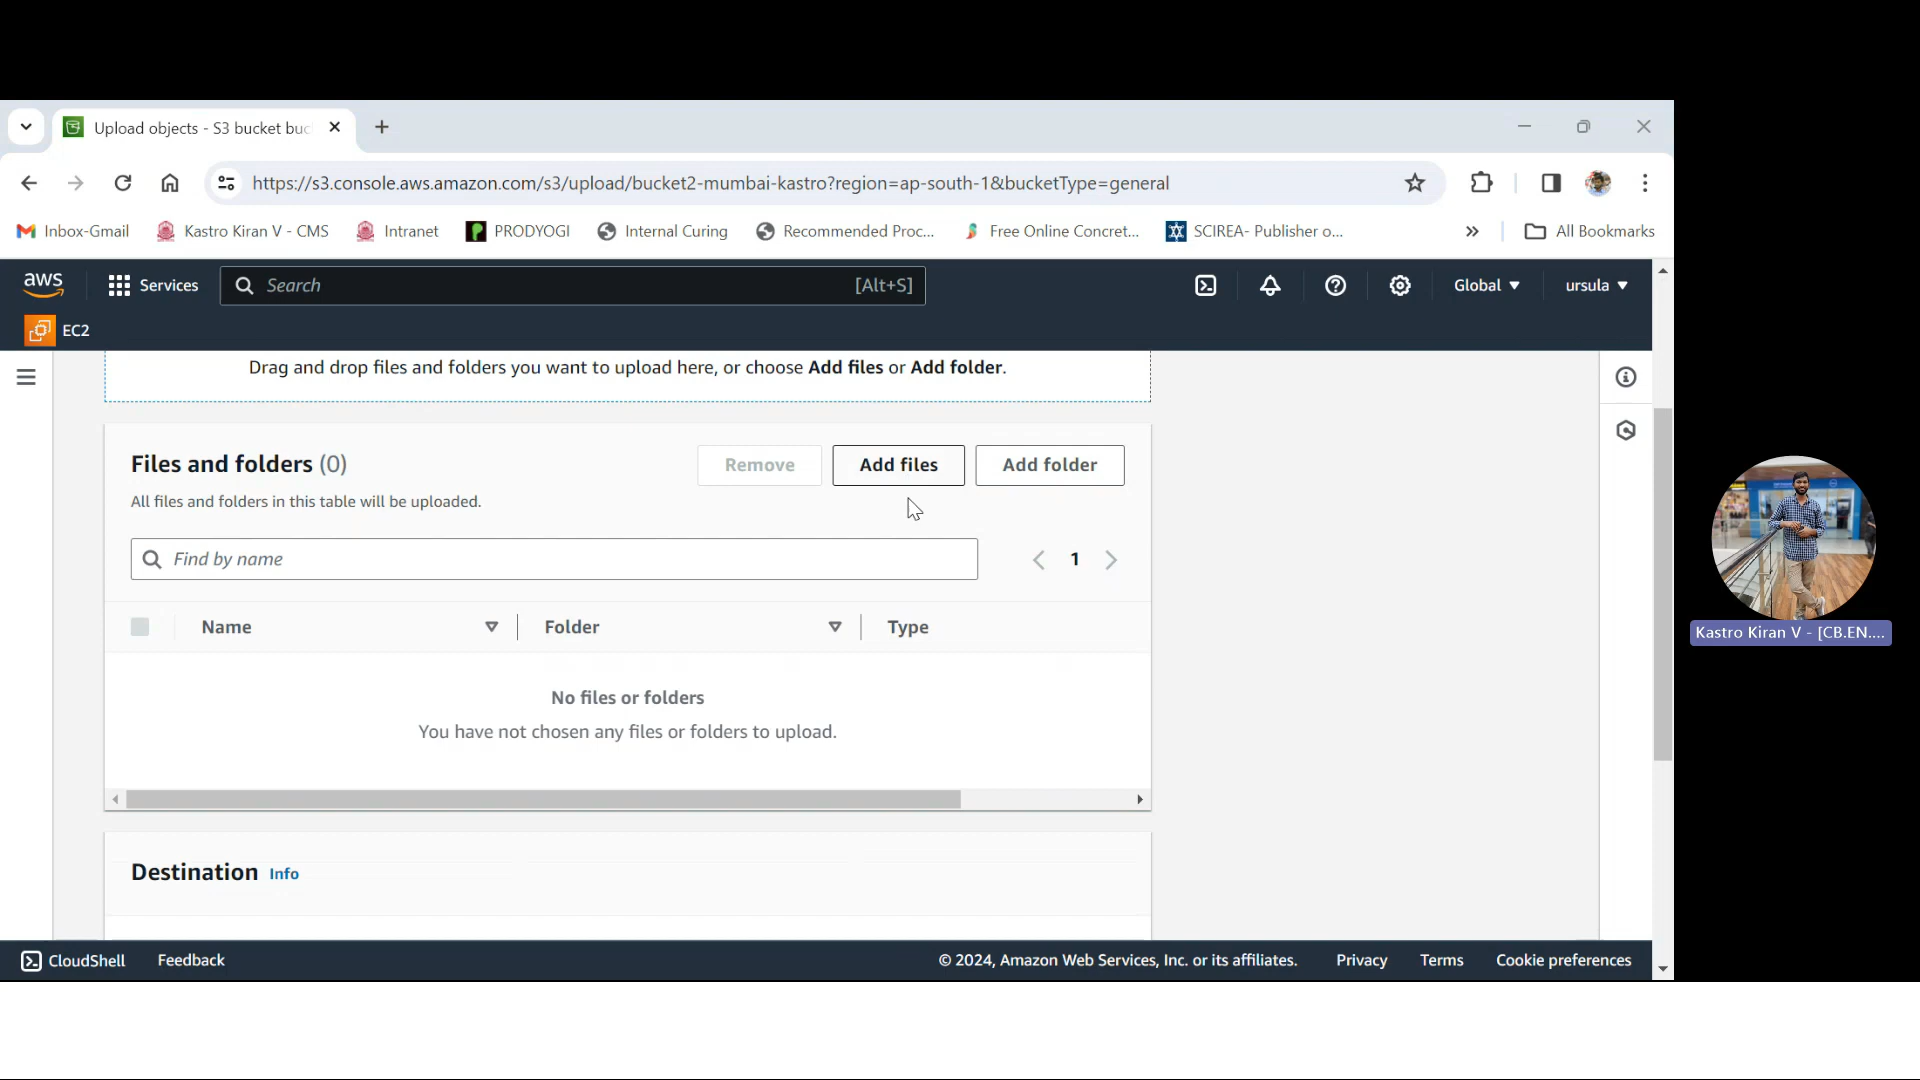 Upload objects - S3 bucket buc
https://s3.console.aws.amazon.com/s3/upload/bucket2-mumbai-kastro?region=ap-south-1&bucketType=general
Inbox-Gmail
Kastro Kiran V - CMS
Intranet
PRODYOGI
Internal Curing
Recommended Proc...
Free Online Concret...
SCIREA- Publisher o...
»
All Bookmarks
aws
Services
Search
[Alt+S]
Global
ursula
EC2
Drag and drop files and folders you want to upload here, or choose Add files or Add folder.
Files and folders (0)
Remove
Add files
Add folder
All files and folders in this table will be uploaded.
Find by name
1
Name
Folder
Type
No files or folders
You have not chosen any files or folders to upload.
Destination Info
Kastro Kiran V - [CB.EN....
CloudShell
Feedback
© 2024, Amazon Web Services, Inc. or its affiliates.
Privacy
Terms
Cookie preferences